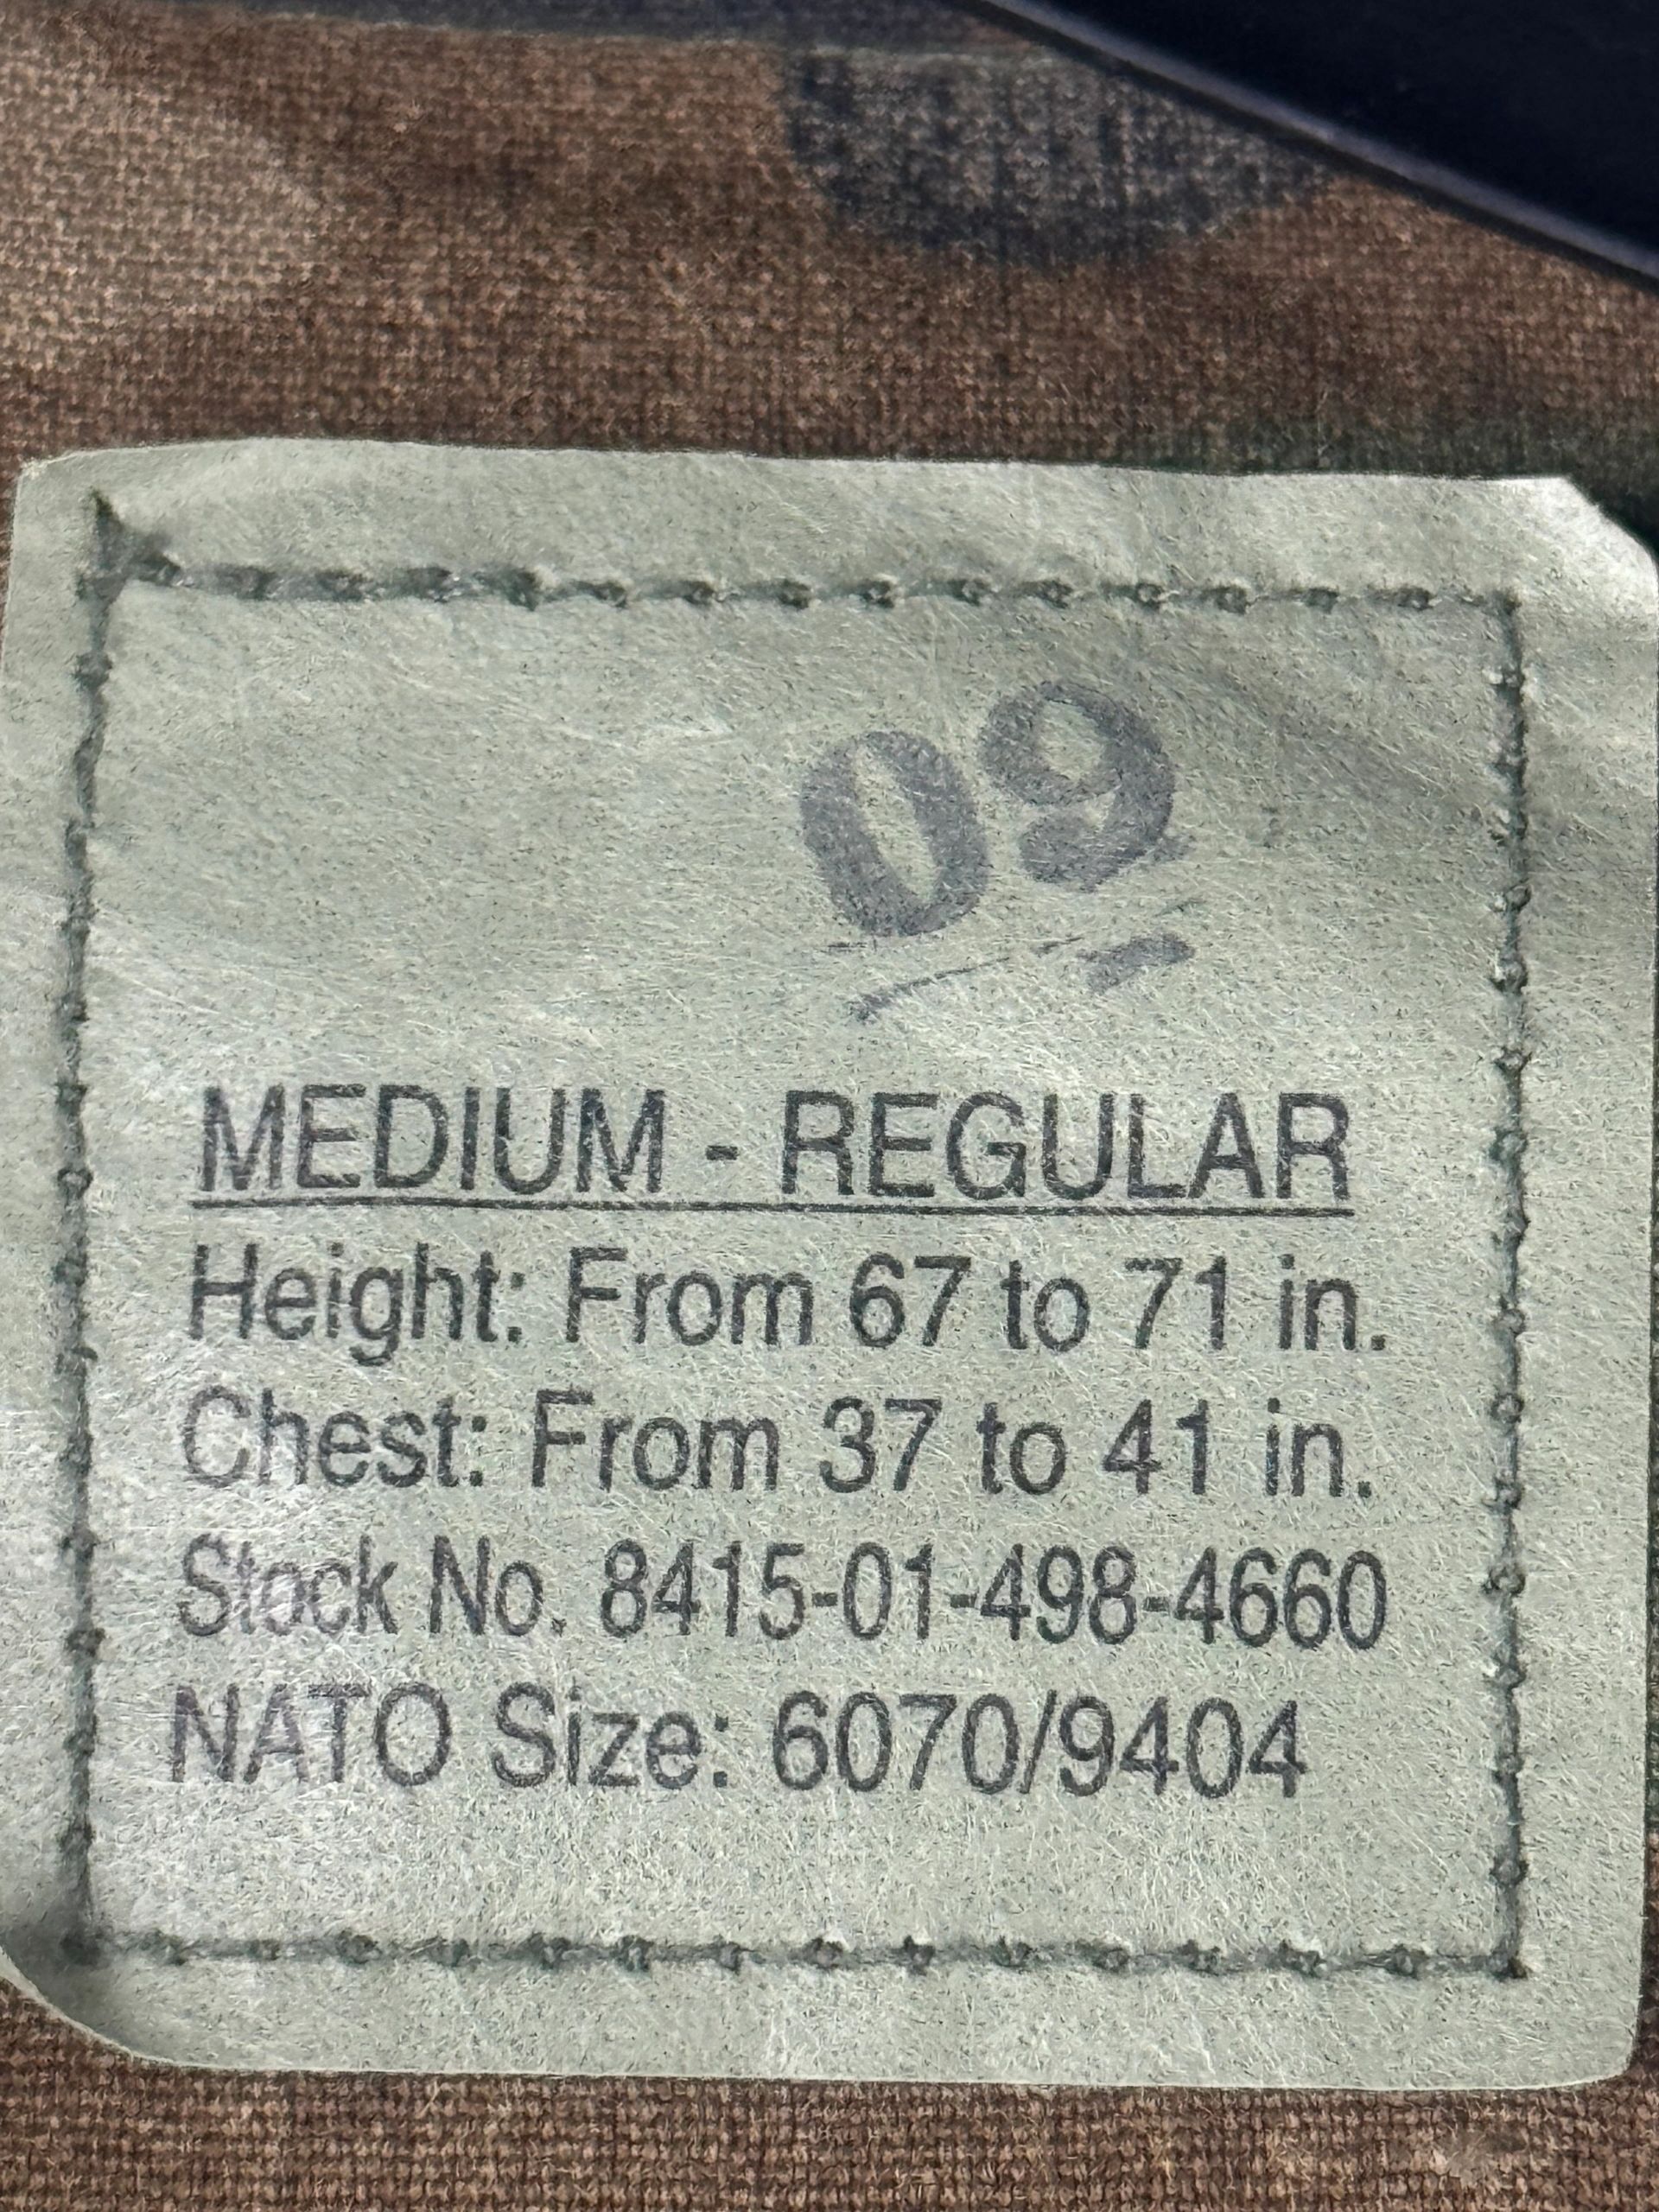 09
MEDIUM - REGULAR
Height: From 67 to 71 in.
Chest: From 37 to 41 in.
Stock No. 8415-01-498-4660
NATO Size: 6070/9404